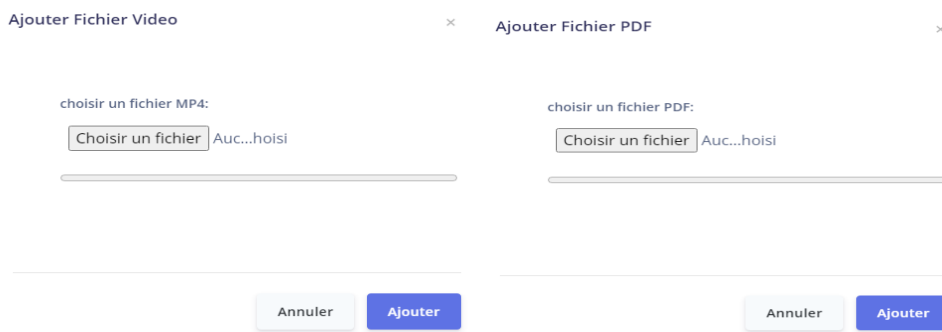 Ajouter Fichier Video
×
choisir un fichier MP4:
Choisir un fichier Auc...hoisi
Annuler
Ajouter
Ajouter Fichier PDF
×
choisir un fichier PDF:
Choisir un fichier Auc...hoisi
Annuler
Ajouter